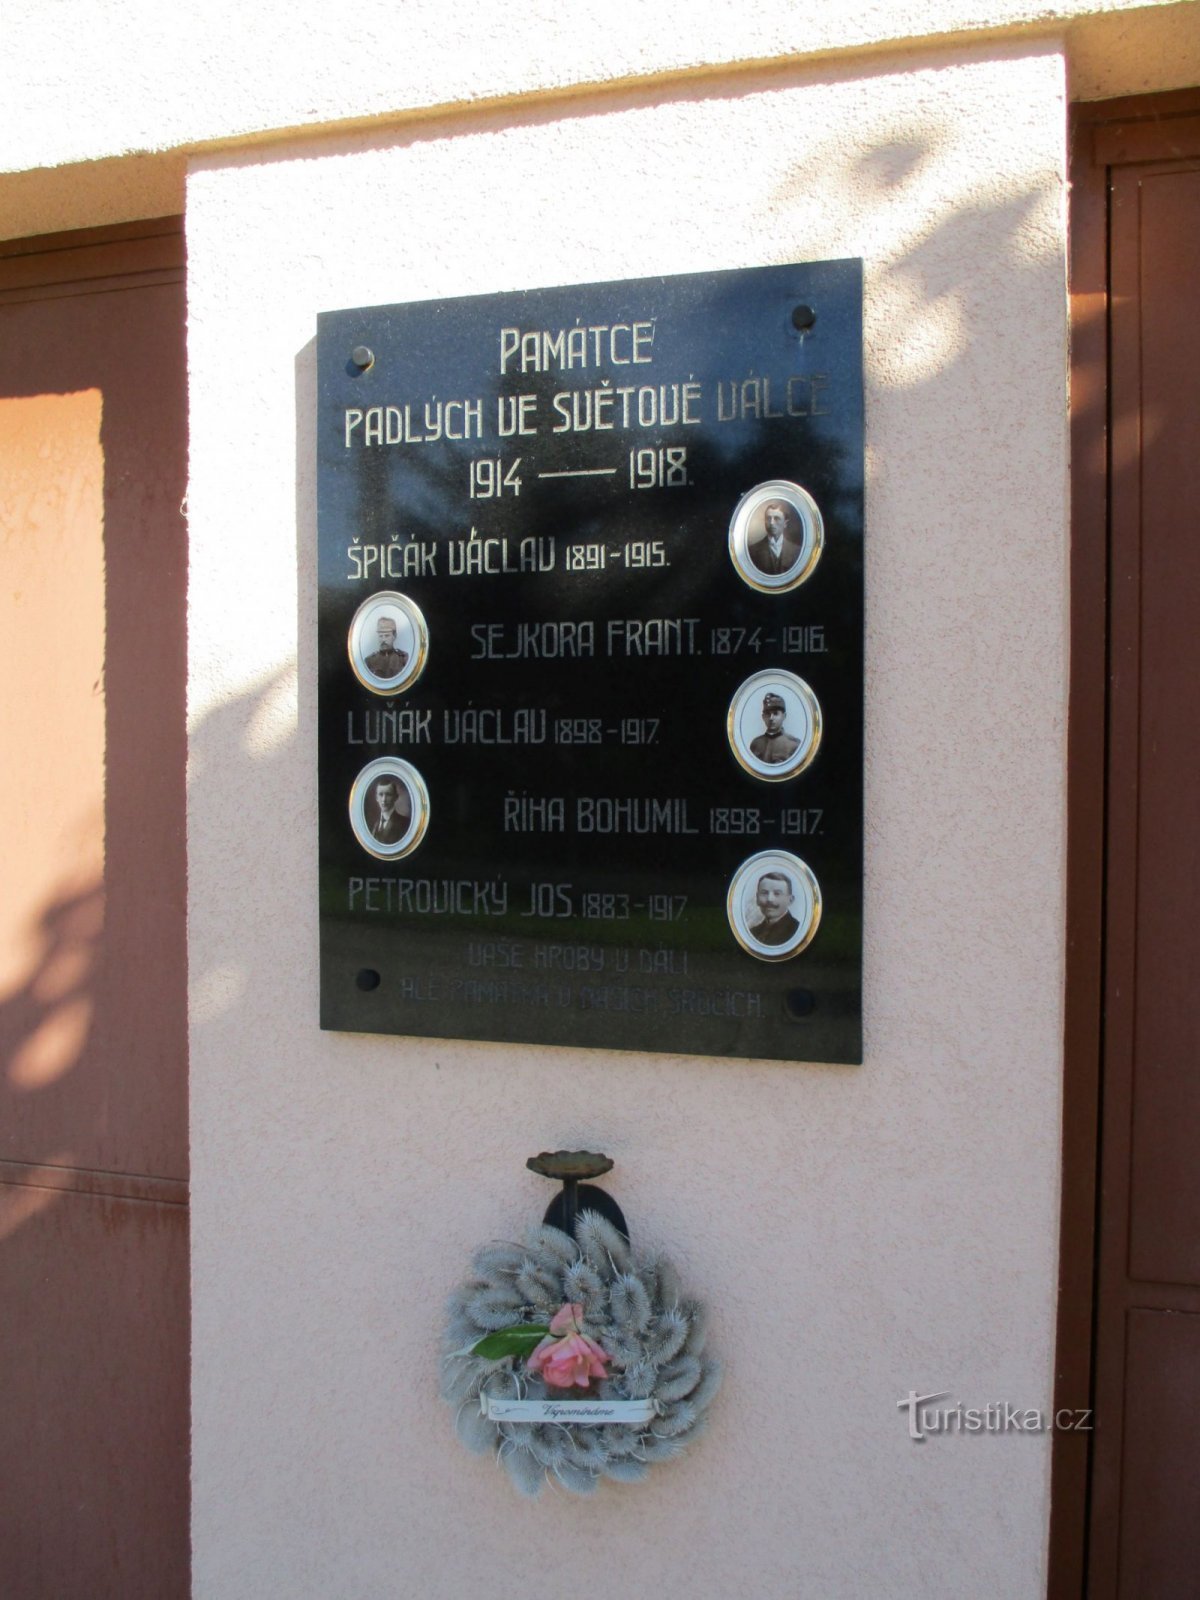 PAMÁTCE
PADLÝCH VE SVĚTOVÉ VÁLCE
1914 — 1918.
ŠPIČÁK VÁCLAV 1891-1915.
SEJKORA FRANT. 1874-1916.
LUŇÁK VÁCLAV 1898-1917.
ŘÍHA BOHUMIL 1898-1917.
PETROVICKÝ JOS. 1883-1917.
VAŠE HROBY V DÁLI
ALE PAMÁTKA V NAŠICH SRDCÍCH.
Vzpomínáme
Turistika.cz